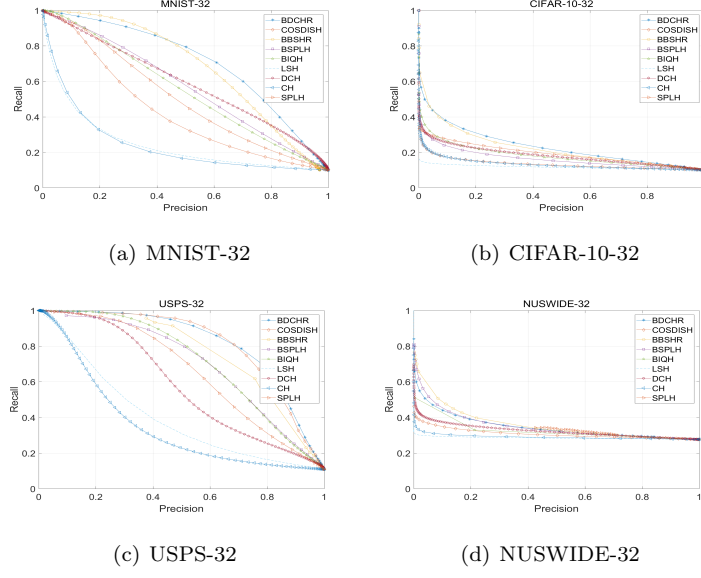 MNIST-32
Recall
1
0.8
0.6
0.4
0.2
0
0
0.2
0.4
0.6
0.8
1
Precision
BDCHR
COSDISH
BBSHR
BSPLH
BIQH
LSH
DCH
CH
SPLH
(a) MNIST-32
CIFAR-10-32
Recall
1
0.8
0.6
0.4
0.2
0
0
0.2
0.4
0.6
0.8
Precision
BDCHR
COSDISH
BBSHR
BSPLH
BIQH
LSH
DCH
CH
SPLH
(b) CIFAR-10-32
USPS-32
Recall
1
0.8
0.6
0.4
0.2
0
0
0.2
0.4
0.6
0.8
1
Precision
BDCHR
COSDISH
BBSHR
BSPLH
BIQH
LSH
DCH
CH
SPLH
(c) USPS-32
NUSWIDE-32
Recall
1
0.8
0.6
0.4
0.2
0
0
0.2
0.4
0.6
0.8
1
Precision
BDCHR
COSDISH
BBSHR
BSPLH
BIQH
LSH
DCH
CH
SPLH
(d) NUSWIDE-32